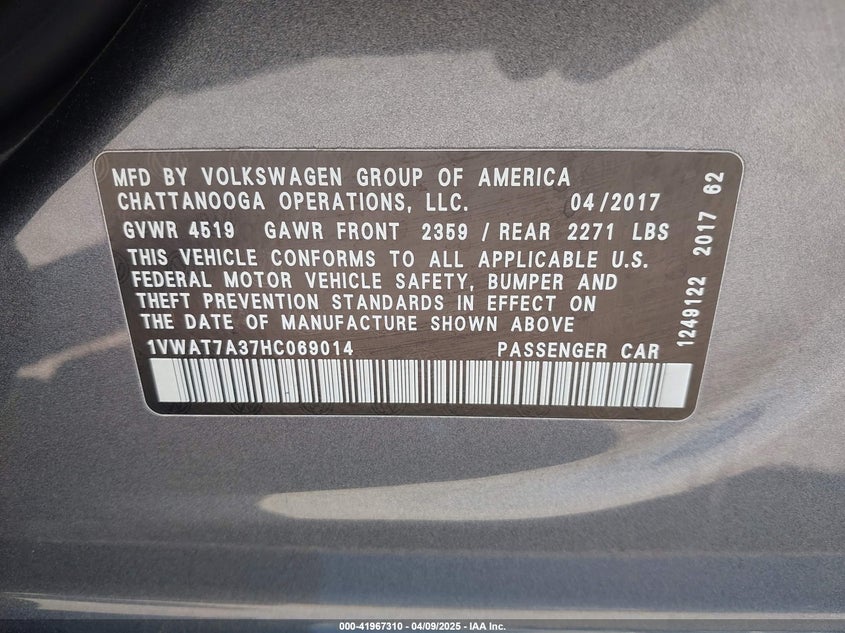 MFD BY VOLKSWAGEN GROUP OF AMERICA
CHATTANOOGA OPERATIONS, LLC. 04/2017
GVWR 4519 GAWR FRONT 2359 / REAR 2271 LBS
THIS VEHICLE CONFORMS TO ALL APPLICABLE U.S.
FEDERAL MOTOR VEHICLE SAFETY, BUMPER AND
THEFT PREVENTION STANDARDS IN EFFECT ON
THE DATE OF MANUFACTURE SHOWN ABOVE
1VWAT7A37HC069014 PASSENGER CAR
1249122 2017 62
000-41967310 - 04/09/2025 - IAA Inc.